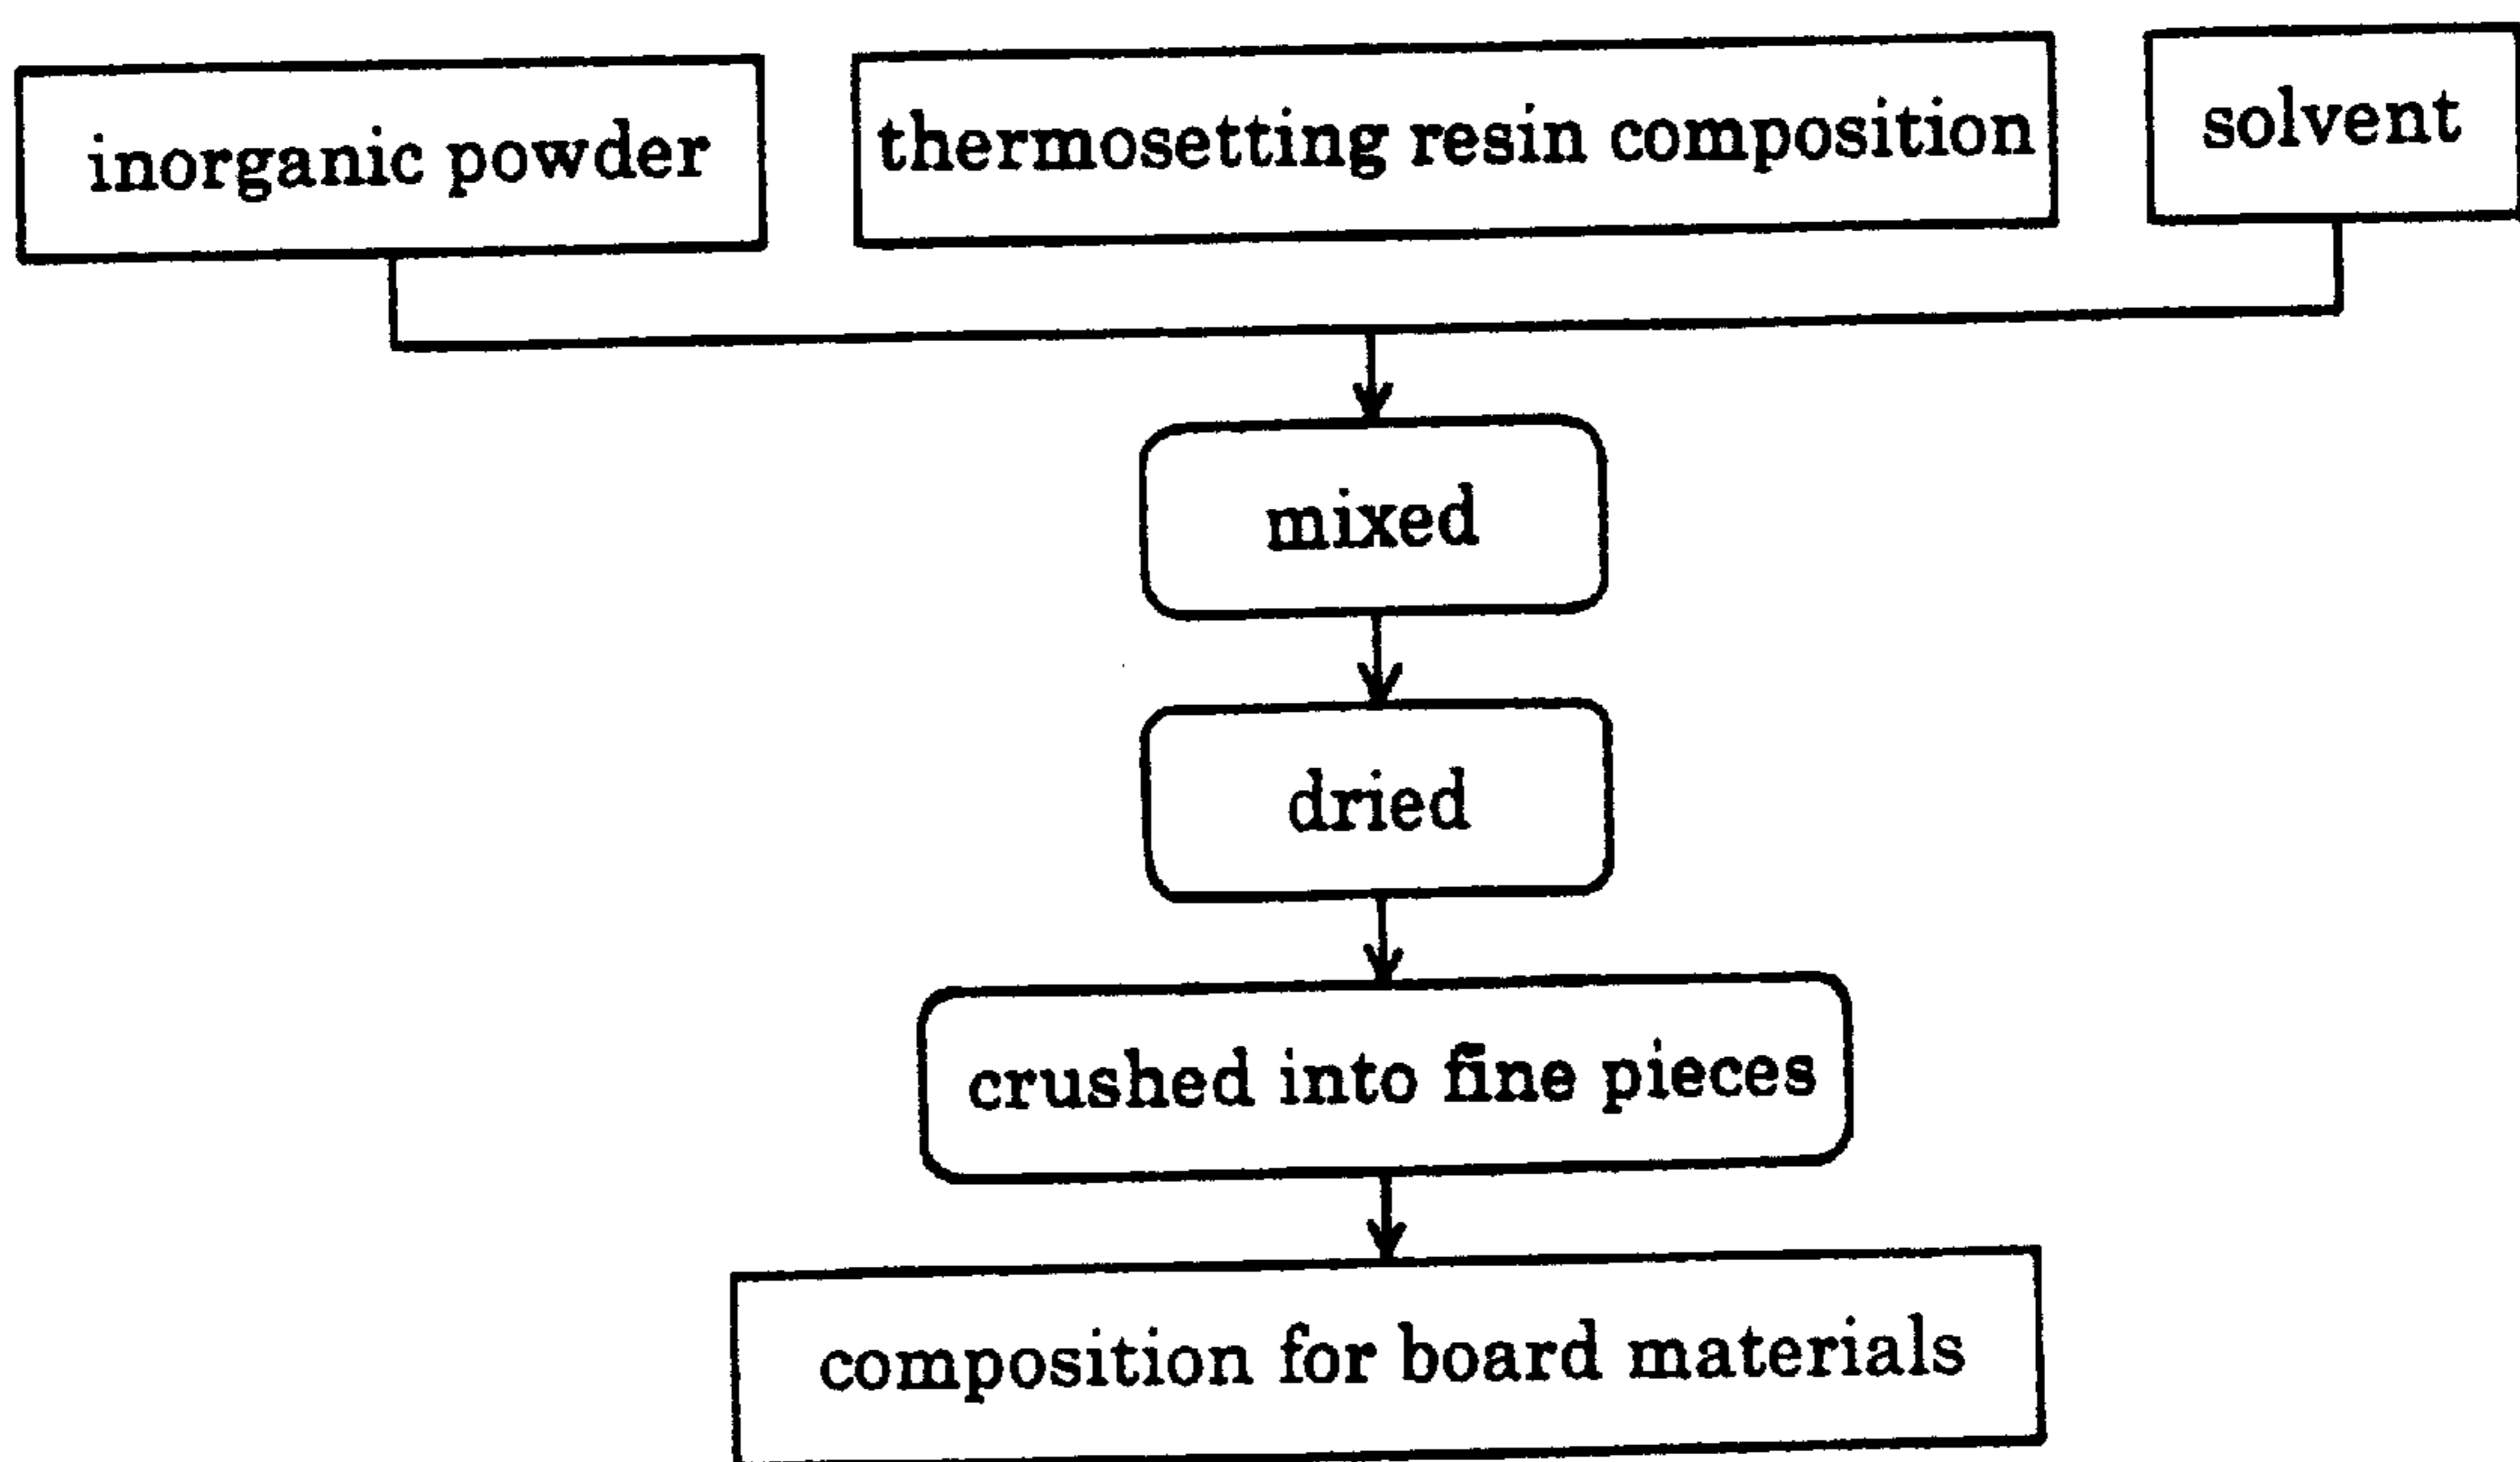 inorganic powder
thermosetting resin composition
solvent
mixed
dried
crushed into fine pieces
composition for board materials